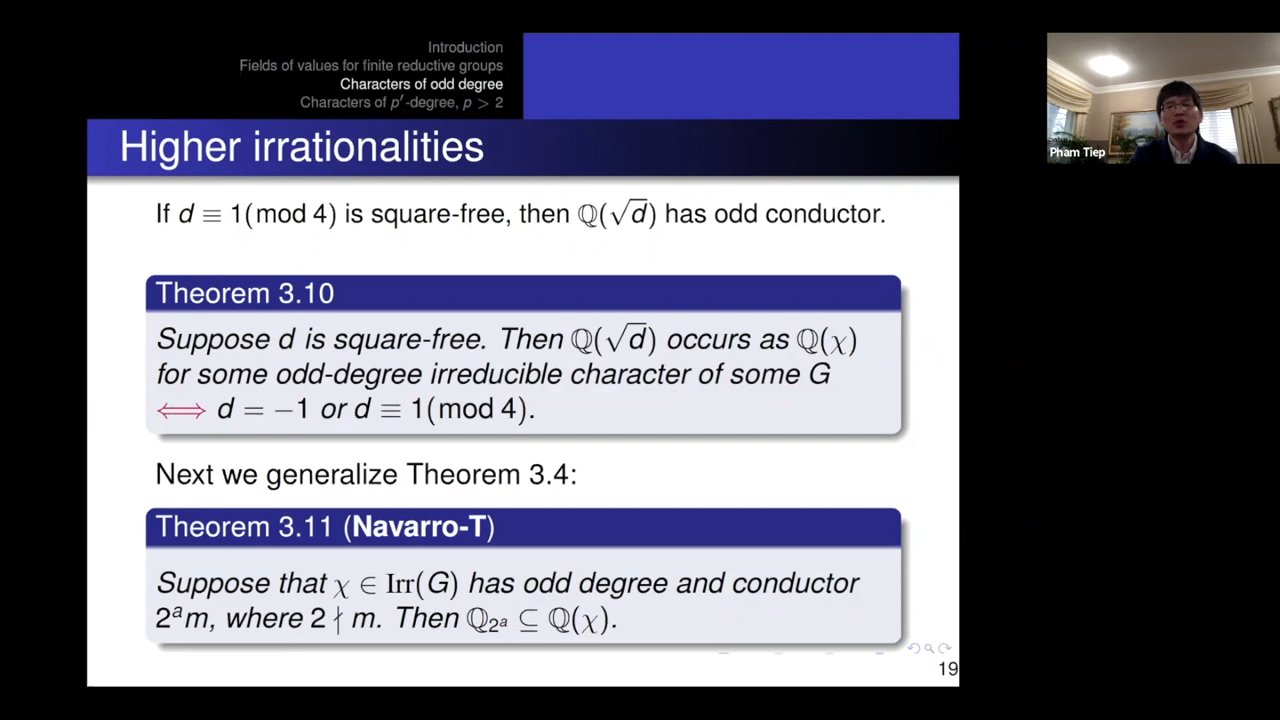 Introduction
Fields of values for finite reductive groups
Characters of odd degree
Characters of p′-degree, p > 2
Higher irrationalities
If d ≡ 1(mod 4) is square-free, then ℚ(√d) has odd conductor.
Theorem 3.10
Suppose d is square-free. Then ℚ(√d) occurs as ℚ(χ)
for some odd-degree irreducible character of some G
⟺ d = −1 or d ≡ 1(mod 4).
Next we generalize Theorem 3.4:
Theorem 3.11 (Navarro-T)
Suppose that χ ∈ Irr(G) has odd degree and conductor
2ᵃm, where 2 ∤ m. Then ℚ_{2ᵃ} ⊆ ℚ(χ).
19
Pham Tiep